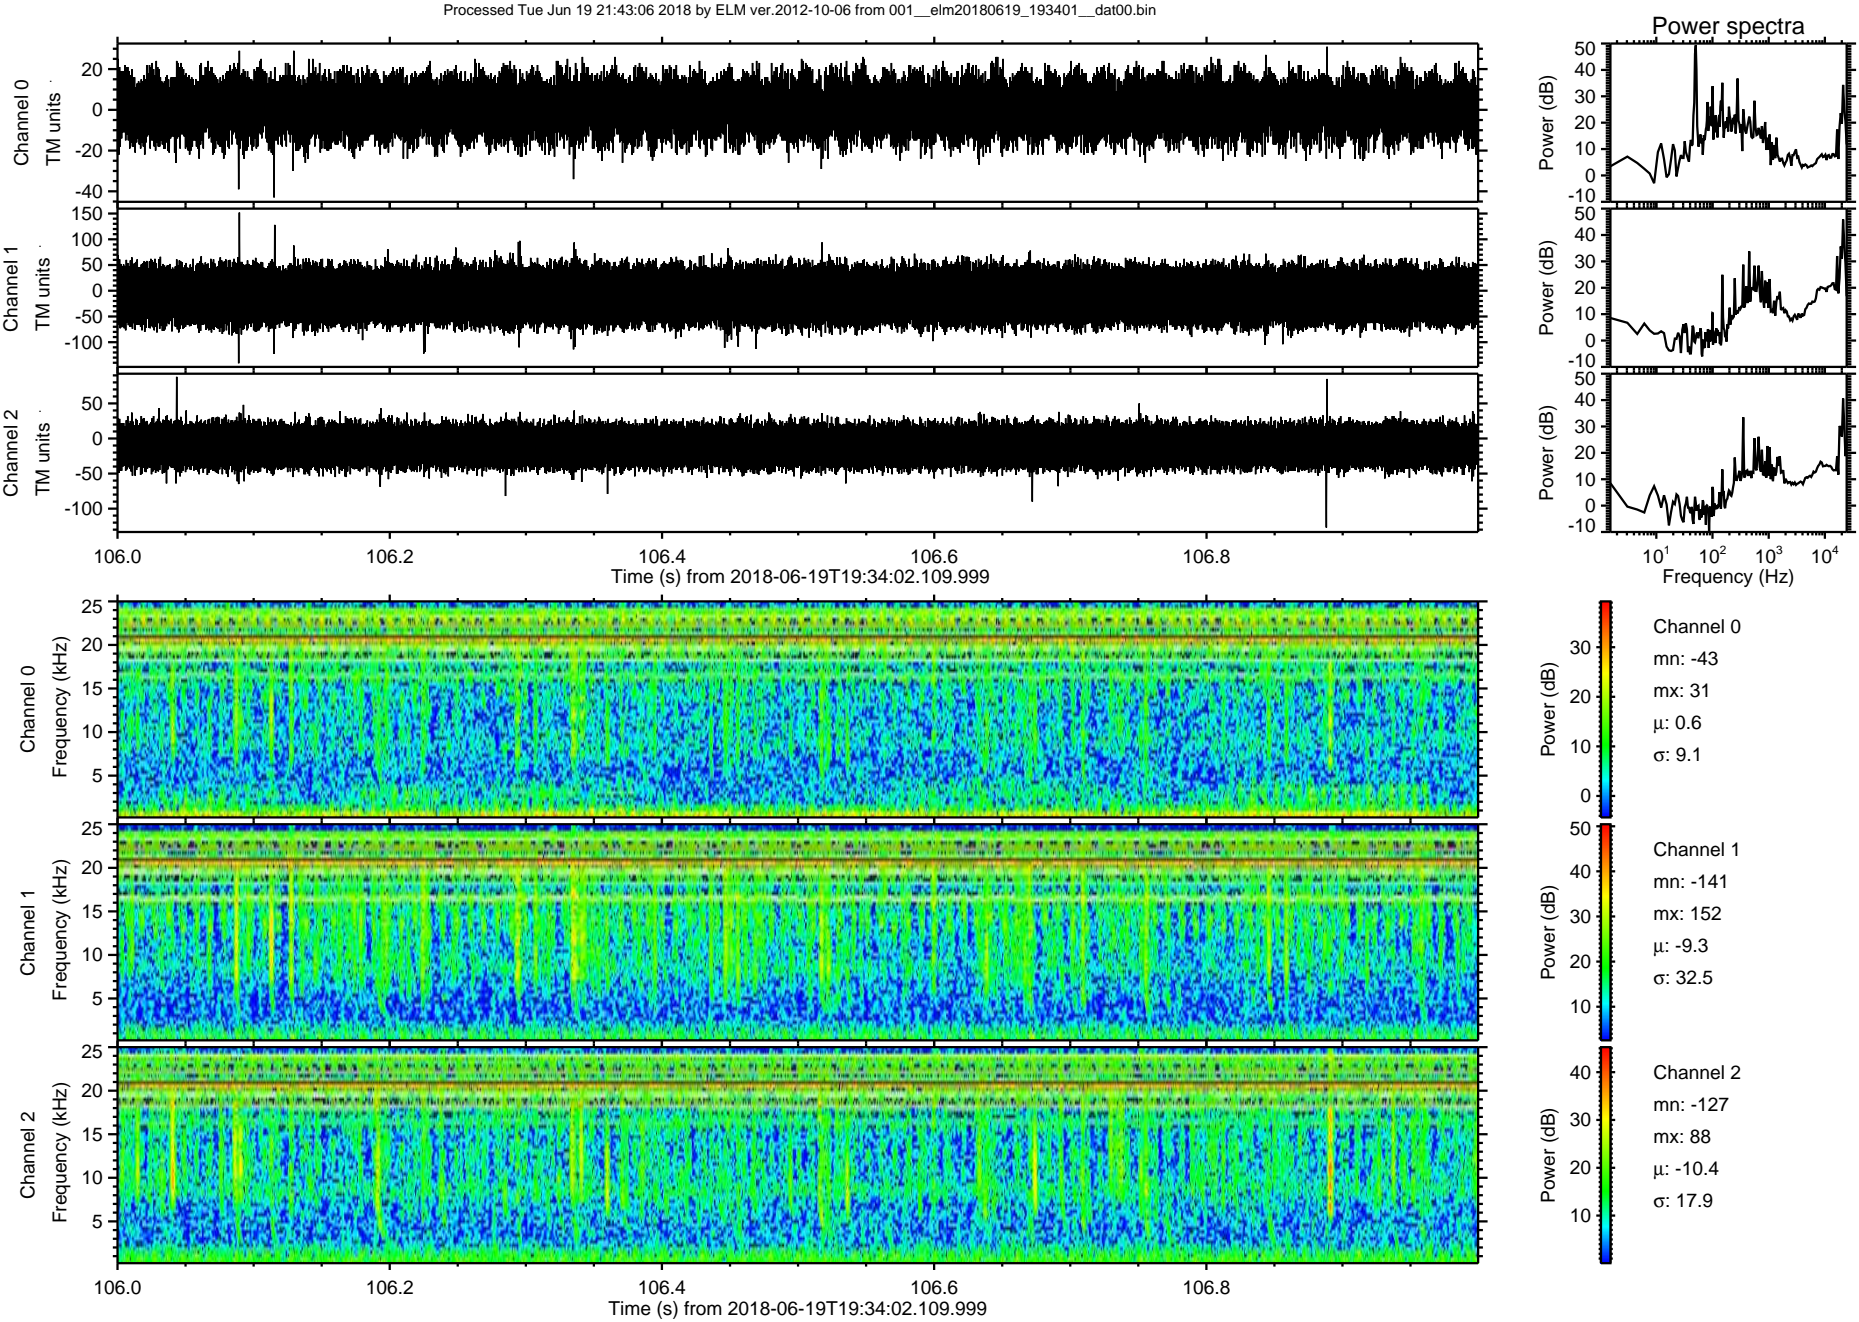 Processed Tue Jun 19 21:43:06 2018 by ELM ver.2012-10-06 from 001__elm20180619_193401__dat00.bin
Power spectra
Channel 0
TM units
20
0
-20
-40
Power (dB)
50
40
30
20
10
0
-10
Channel 1
TM units
150
100
50
0
-50
-100
Power (dB)
50
40
30
20
10
0
-10
Channel 2
TM units
50
0
-50
-100
Power (dB)
50
40
30
20
10
0
-10
106.0 106.2 106.4 106.6 106.8
Time (s) from 2018-06-19T19:34:02.109.999
10^1 10^2 10^3 10^4
Frequency (Hz)
Channel 0
Frequency (kHz)
25
20
15
10
5
Power (dB)
30
20
10
0
Channel 0
mn: -43
mx: 31
μ: 0.6
σ: 9.1
Channel 1
Frequency (kHz)
25
20
15
10
5
Power (dB)
50
40
30
20
10
Channel 1
mn: -141
mx: 152
μ: -9.3
σ: 32.5
Channel 2
Frequency (kHz)
25
20
15
10
5
Power (dB)
40
30
20
10
Channel 2
mn: -127
mx: 88
μ: -10.4
σ: 17.9
106.0 106.2 106.4 106.6 106.8
Time (s) from 2018-06-19T19:34:02.109.999